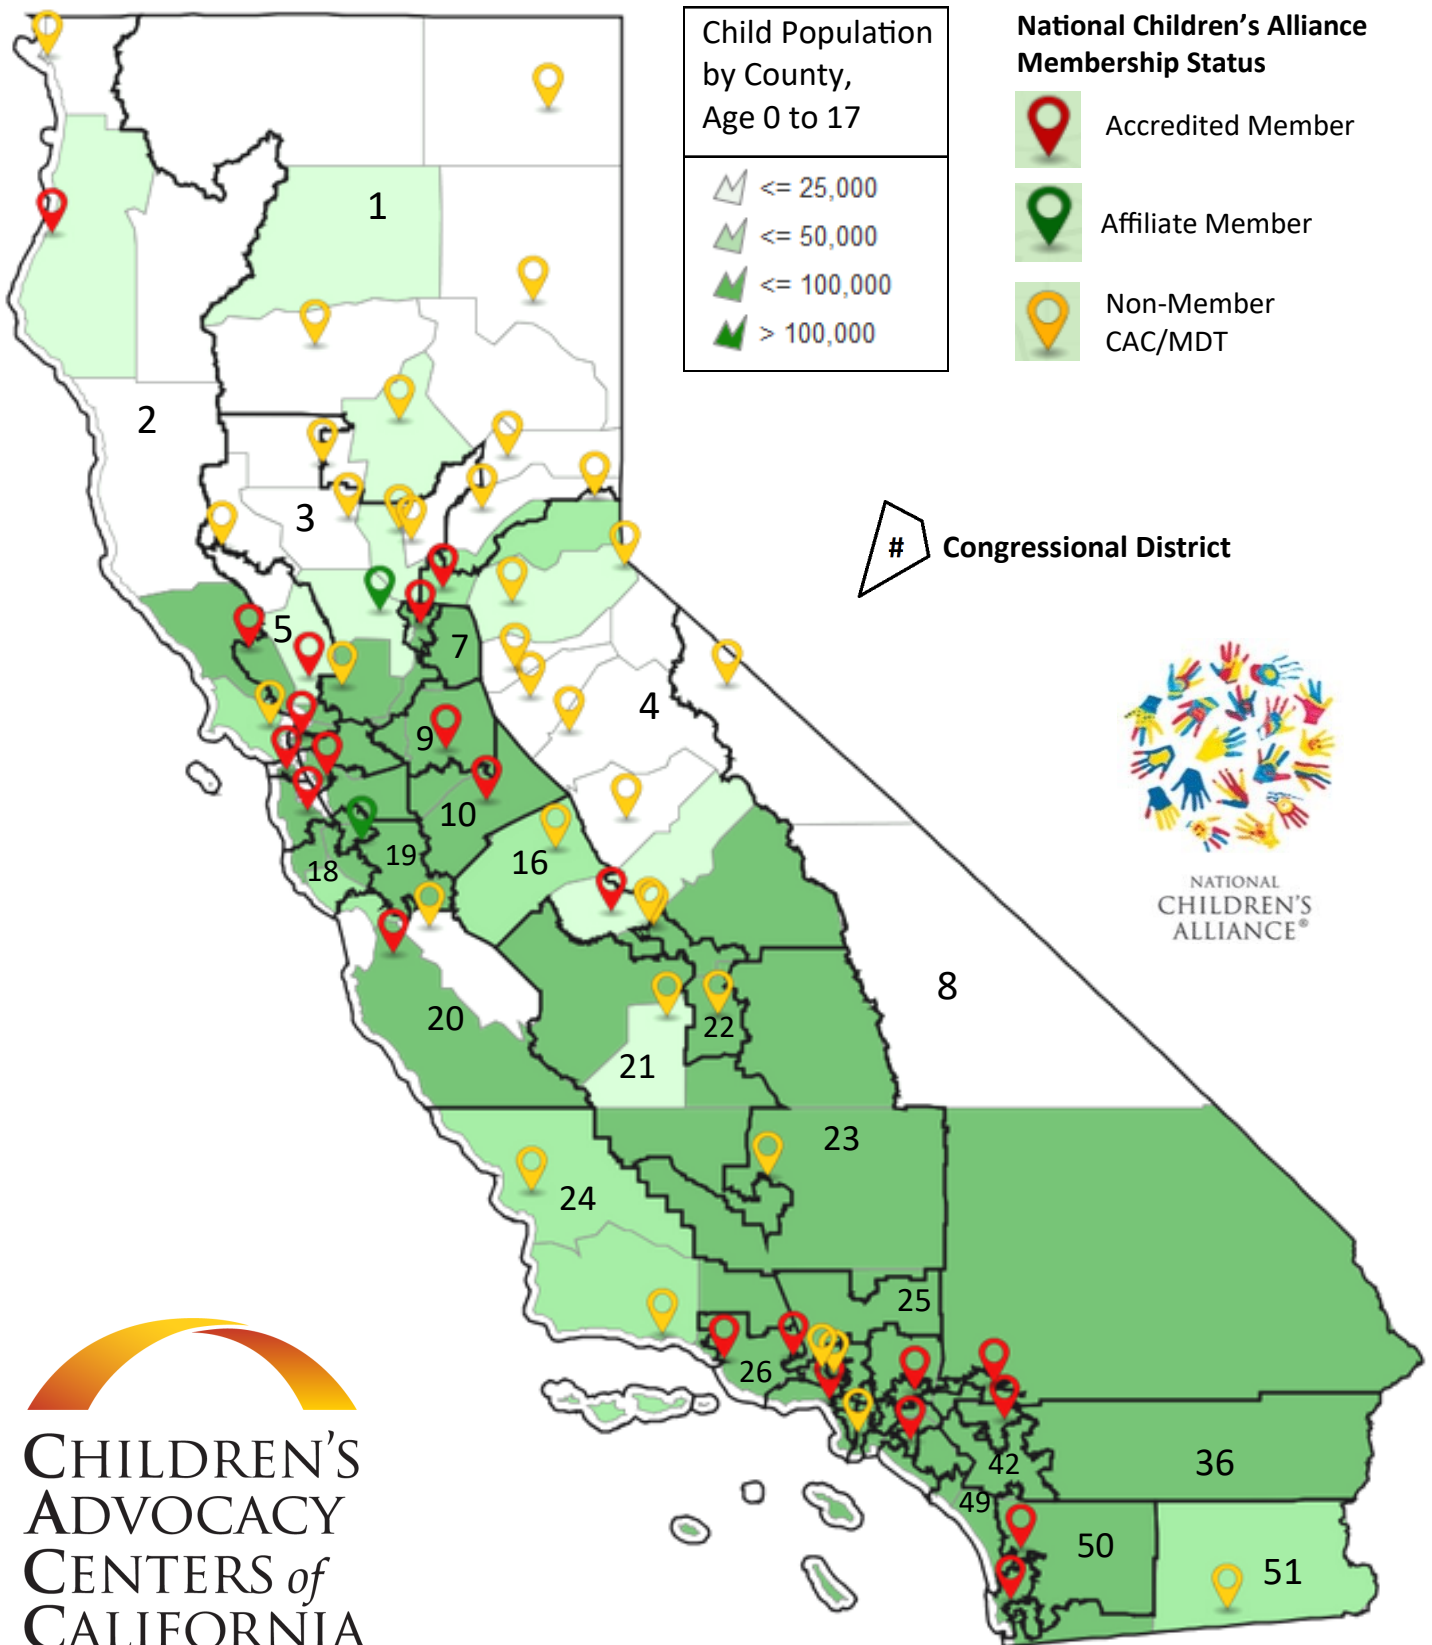 Child Population
by County,
Age 0 to 17
<= 25,000
<= 50,000
<= 100,000
> 100,000
National Children’s Alliance
Membership Status
Accredited Member
Affiliate Member
Non-Member
CAC/MDT
# Congressional District
1
2
3
5
7
4
9
10
16
18
19
8
20
22
21
23
24
25
26
42
36
49
50
51
NATIONAL
CHILDREN'S
ALLIANCE®
CHILDREN'S
ADVOCACY
CENTERS of
CALIFORNIA